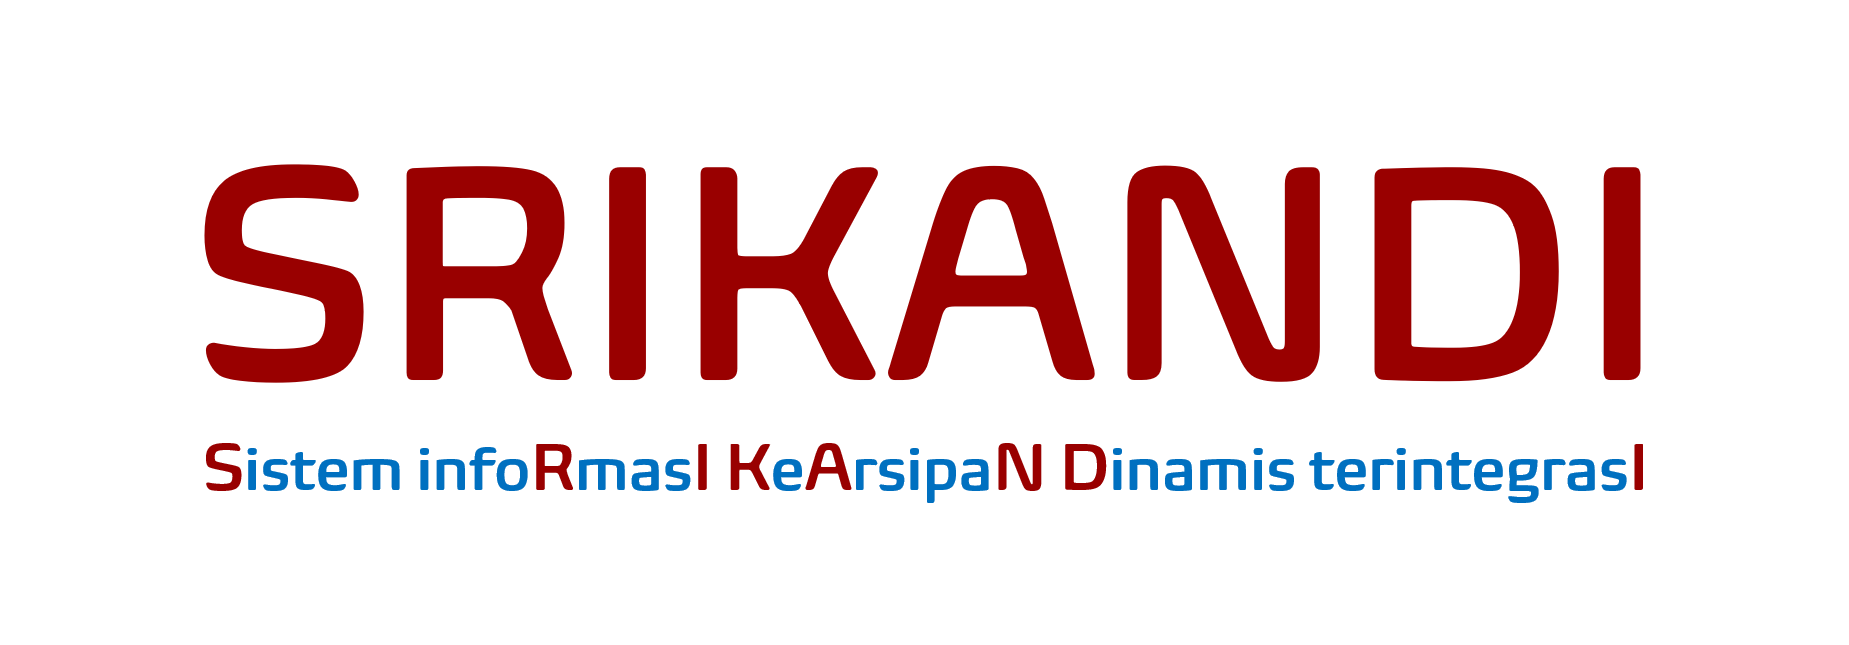 SRIKANDI
Sistem infoRmasI KeArsipaN Dinamis terintegrasI